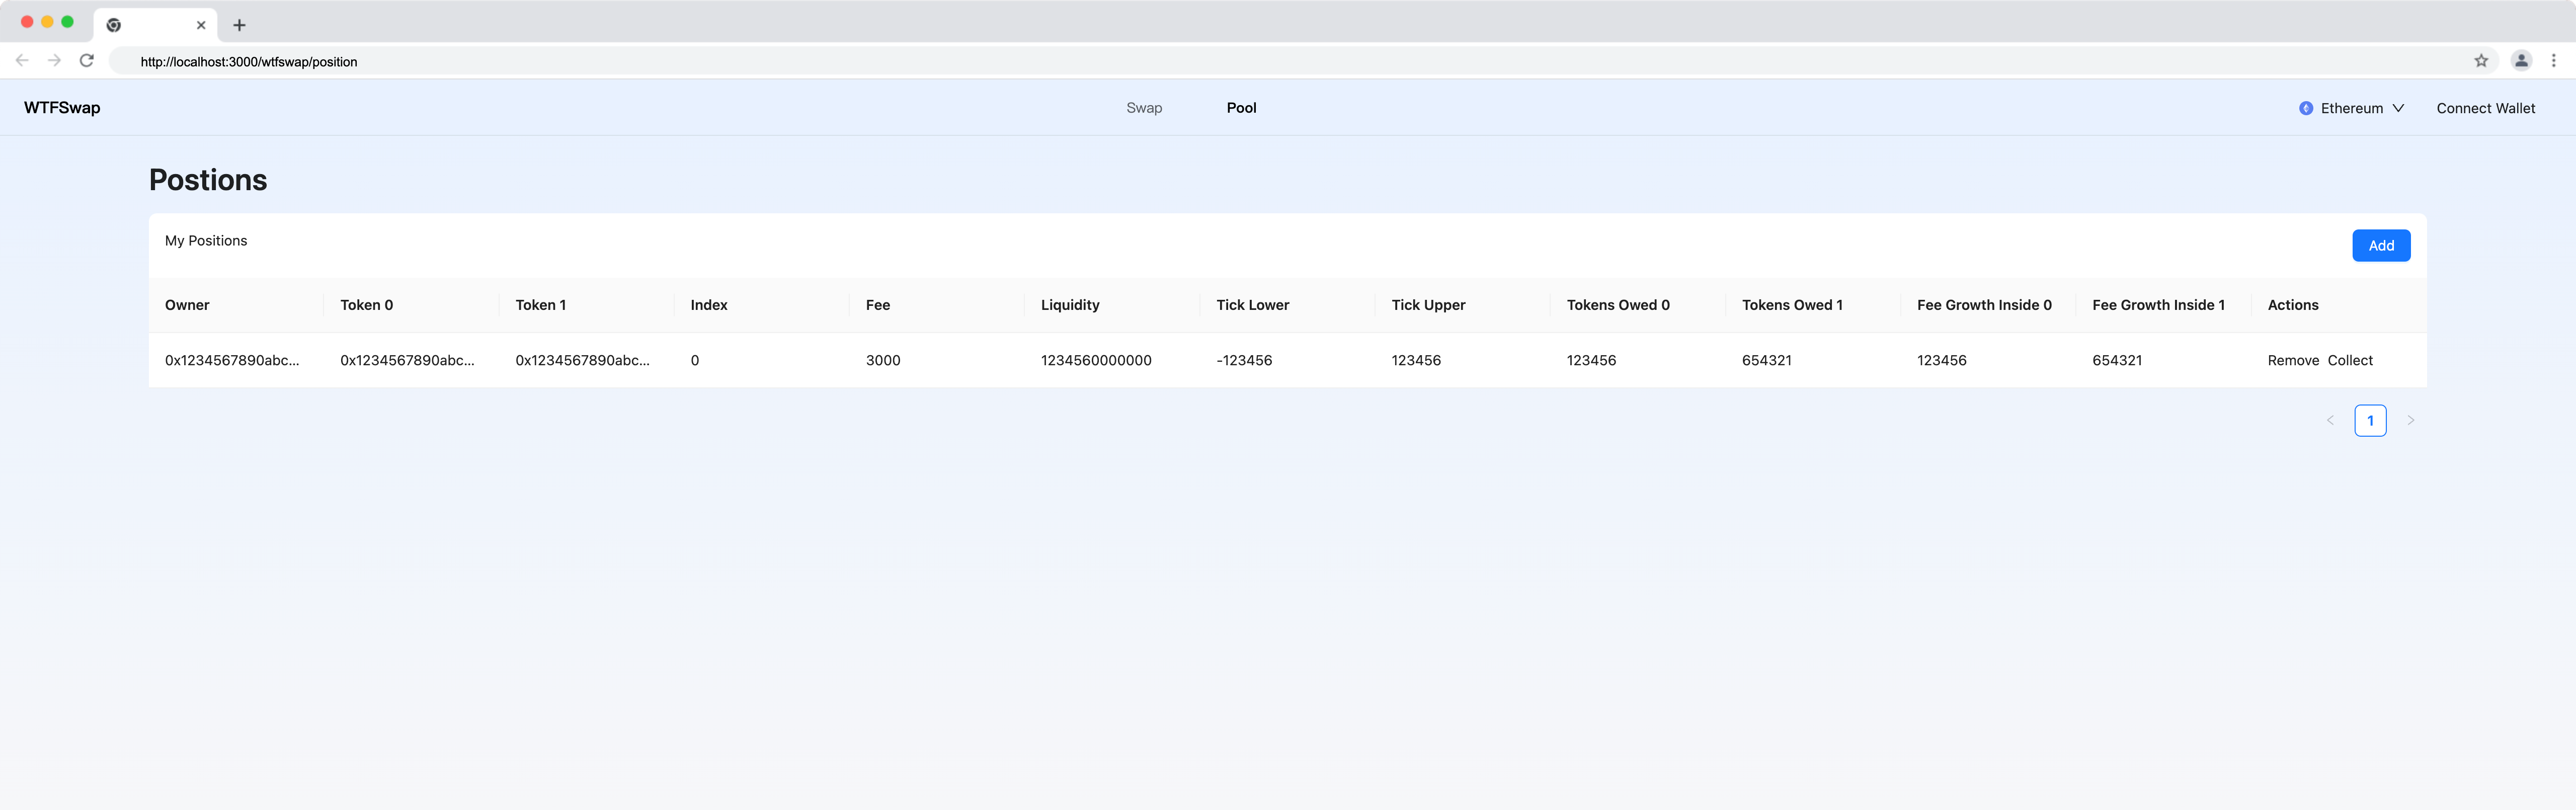 http://localhost:3000/wtfswap/position
WTFSwap Swap Pool Ethereum Connect Wallet
Postions
My Positions Add
Owner Token 0 Token 1 Index Fee Liquidity Tick Lower Tick Upper Tokens Owed 0 Tokens Owed 1 Fee Growth Inside 0 Fee Growth Inside 1 Actions
0x1234567890abc... 0x1234567890abc... 0x1234567890abc... 0 3000 1234560000000 -123456 123456 123456 654321 123456 654321 Remove Collect
1